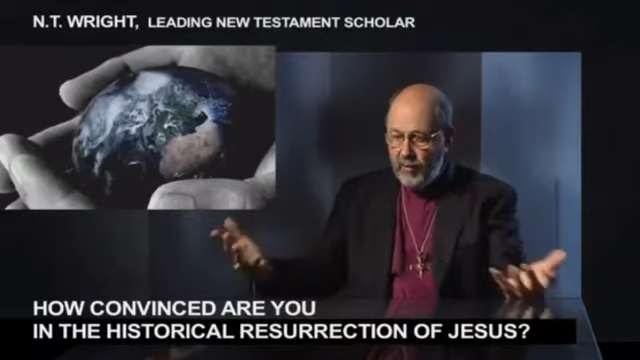 N.T. WRIGHT, LEADING NEW TESTAMENT SCHOLAR
HOW CONVINCED ARE YOU
IN THE HISTORICAL RESURRECTION OF JESUS?